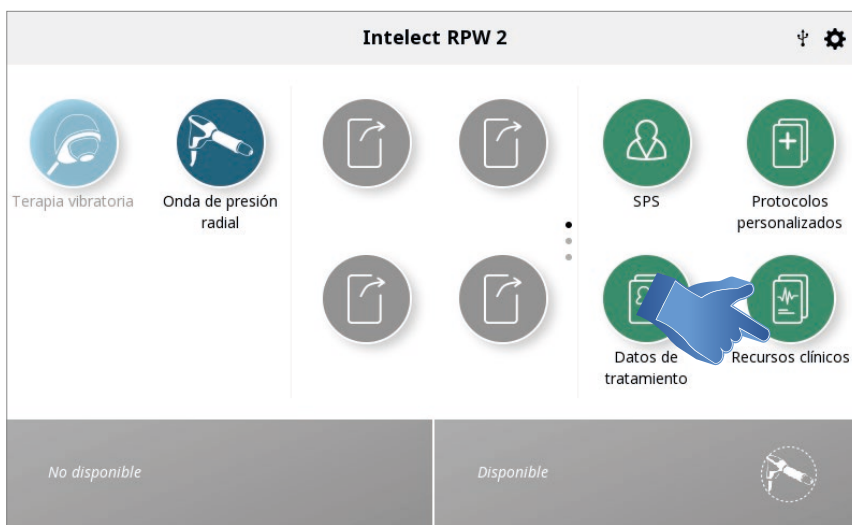 Intelect RPW 2
Terapia vibratoria
Onda de presión
radial
SPS
Protocolos
personalizados
Datos de
tratamiento
Recursos clínicos
No disponible
Disponible